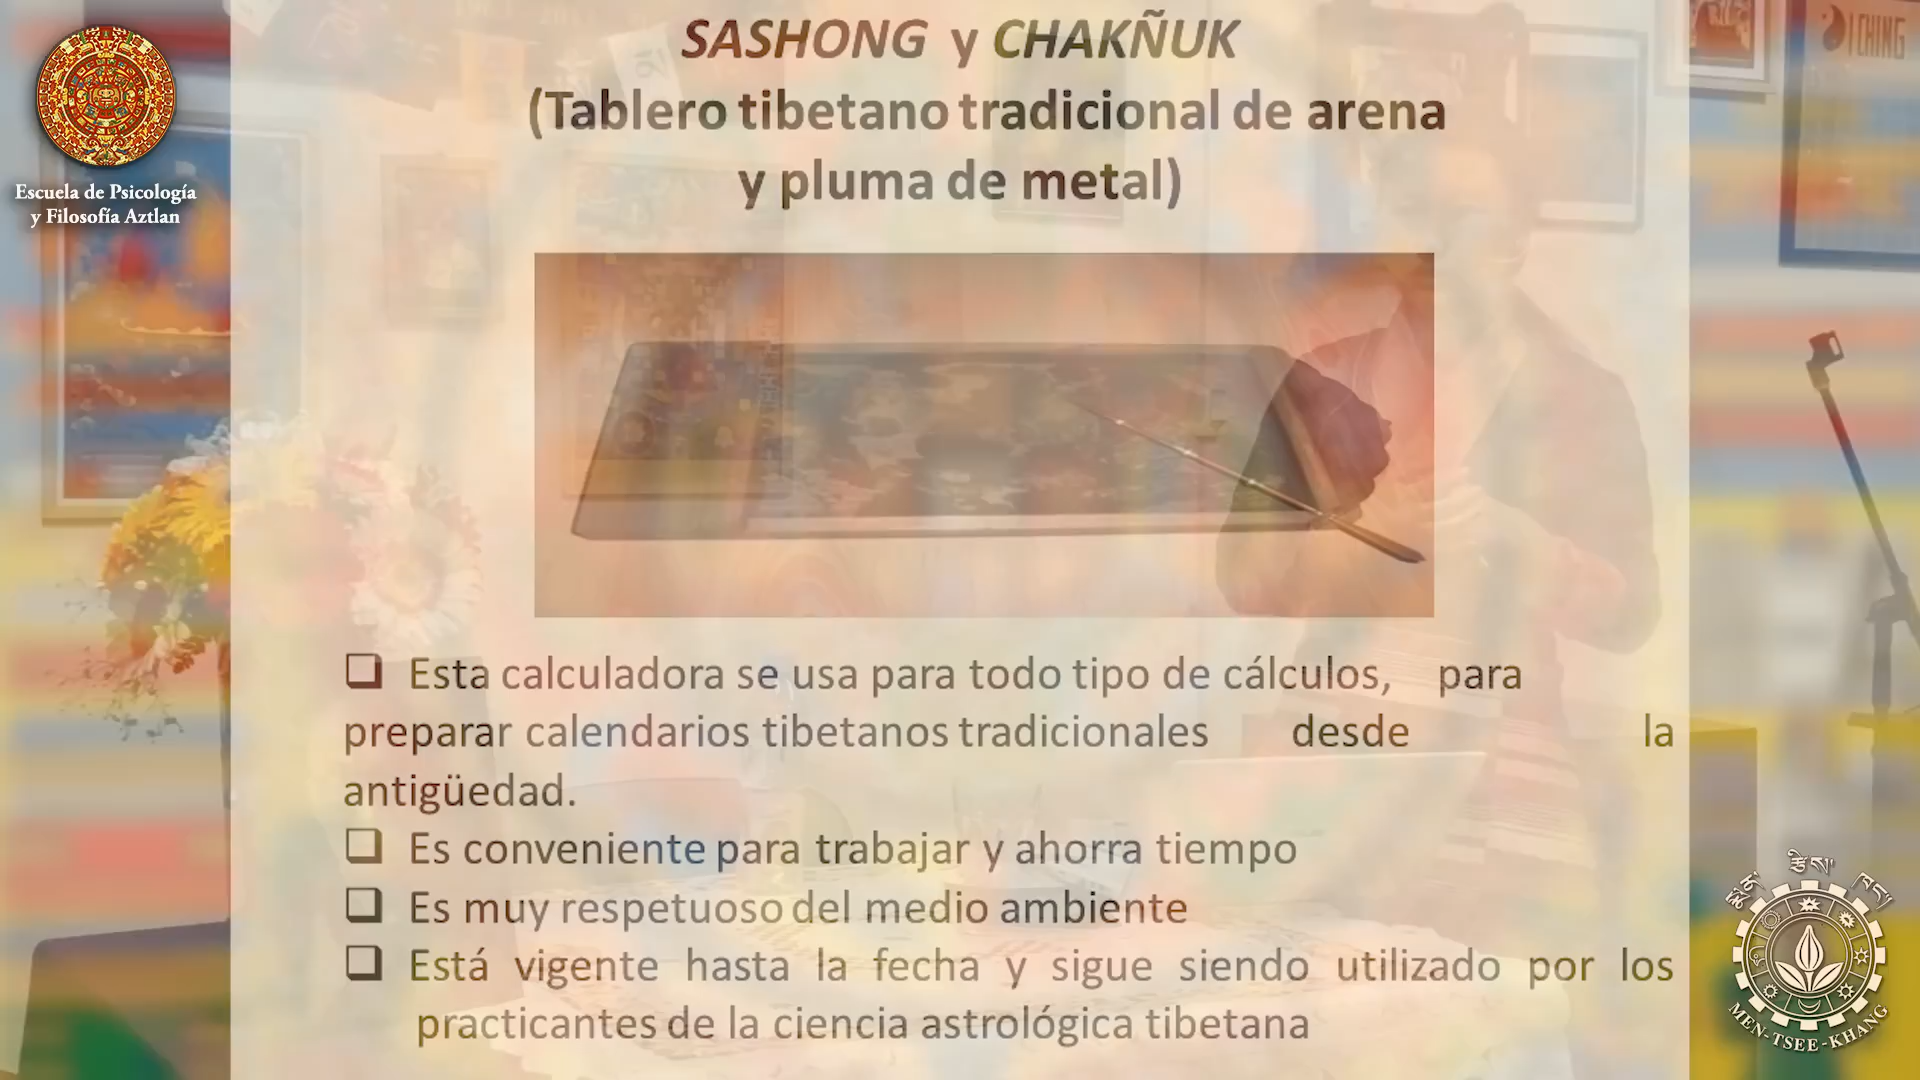 SASHONG y CHAKÑUK
(Tablero tibetano tradicional de arena
y pluma de metal)
I CHING
Escuela de Psicología
y Filosofía Aztlan
❑ Esta calculadora se usa para todo tipo de cálculos, para
preparar calendarios tibetanos tradicionales desde la
antigüedad.
❑ Es conveniente para trabajar y ahorra tiempo
❑ Es muy respetuoso del medio ambiente
❑ Está vigente hasta la fecha y sigue siendo utilizado por los
practicantes de la ciencia astrológica tibetana
MEN-TSEE-KHANG